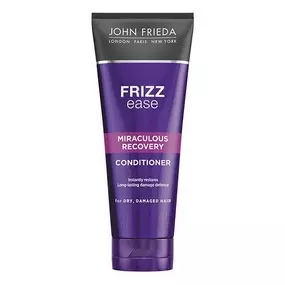 JOHN FRIEDA
LONDON PARIS NEW YORK
FRIZZ
ease
MIRACULOUS
RECOVERY
CONDITIONER
Instantly restores
Long-lasting damage defence
for DRY, DAMAGED HAIR